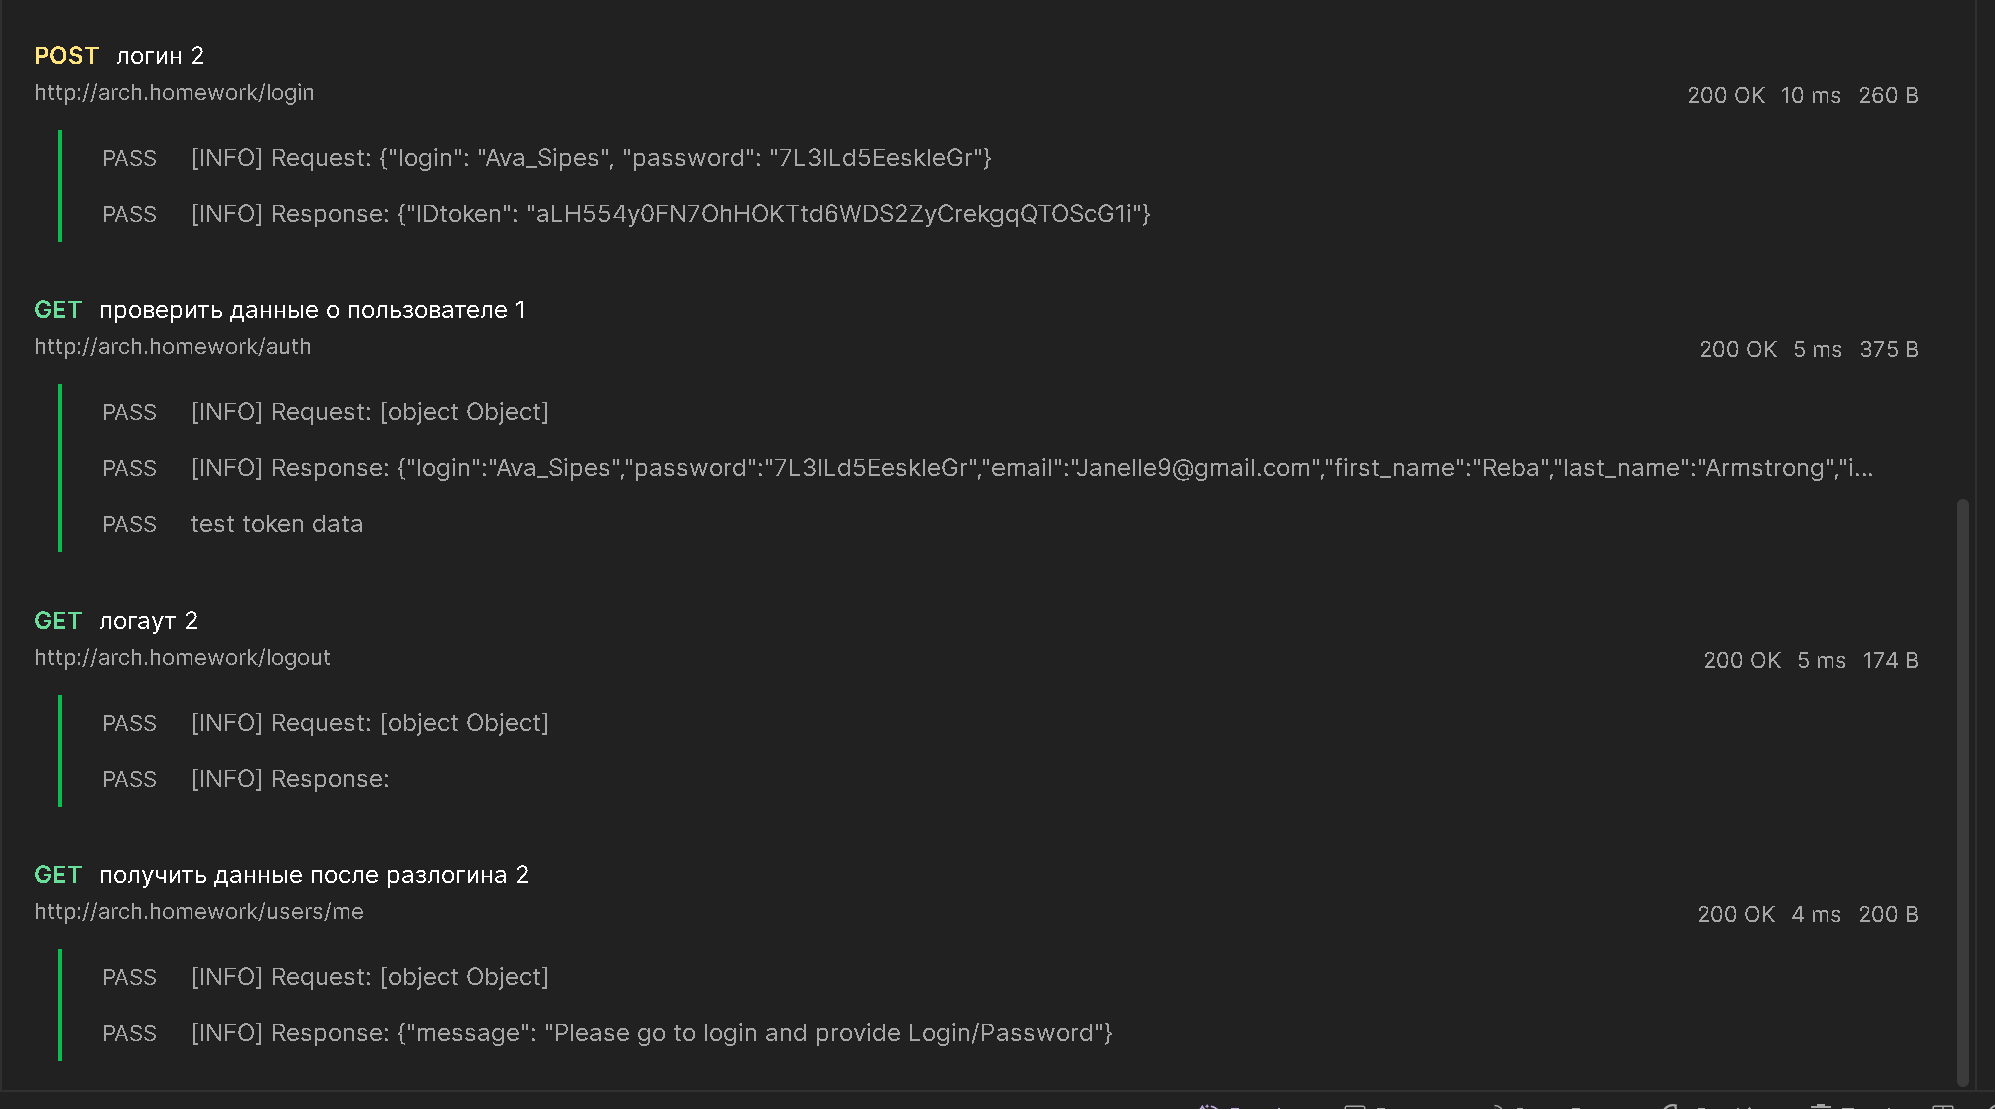 POST логин 2
http://arch.homework/login
200 OK 10 ms 260 B
PASS [INFO] Request: {"login": "Ava_Sipes", "password": "7L3lLd5EeskleGr"}
PASS [INFO] Response: {"IDtoken": "aLH554y0FN7OhHOKTtd6WDS2ZyCrekgqQTOScG1i"}
GET проверить данные о пользователе 1
http://arch.homework/auth
200 OK 5 ms 375 B
PASS [INFO] Request: [object Object]
PASS [INFO] Response: {"login":"Ava_Sipes","password":"7L3lLd5EeskleGr","email":"Janelle9@gmail.com","first_name":"Reba","last_name":"Armstrong","i...
PASS test token data
GET логаут 2
http://arch.homework/logout
200 OK 5 ms 174 B
PASS [INFO] Request: [object Object]
PASS [INFO] Response:
GET получить данные после разлогина 2
http://arch.homework/users/me
200 OK 4 ms 200 B
PASS [INFO] Request: [object Object]
PASS [INFO] Response: {"message": "Please go to login and provide Login/Password"}